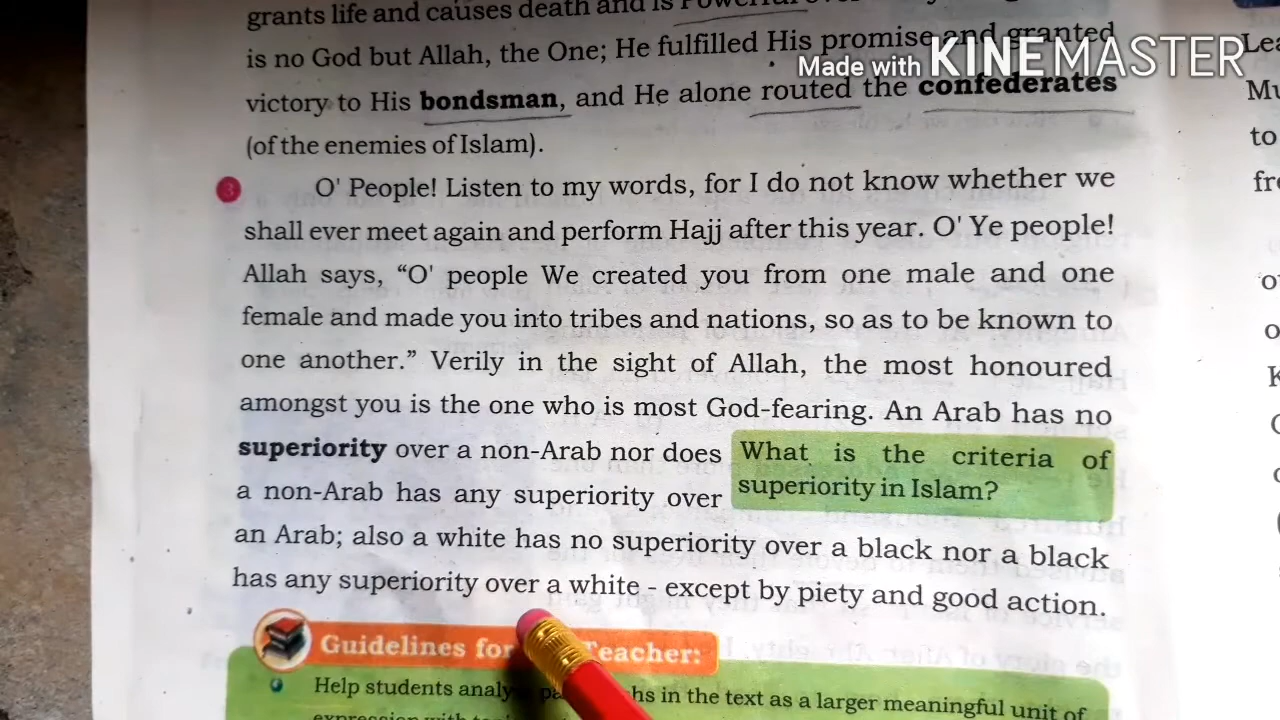 grants life and causes death and is Powerful
is no God but Allah, the One; He fulfilled His promise and granted
Made with KINEMASTER
victory to His bondsman, and He alone routed the confederates
(of the enemies of Islam).
3 O' People! Listen to my words, for I do not know whether we
shall ever meet again and perform Hajj after this year. O' Ye people!
Allah says, “O' people We created you from one male and one
female and made you into tribes and nations, so as to be known to
one another.” Verily in the sight of Allah, the most honoured
amongst you is the one who is most God-fearing. An Arab has no
superiority over a non-Arab nor does
a non-Arab has any superiority over
What is the criteria of
superiority in Islam?
an Arab; also a white has no superiority over a black nor a black
has any superiority over a white - except by piety and good action.
Guidelines for Teacher:
Help students in the text as a larger meaningful unit of
Lea
Mu
to
fre